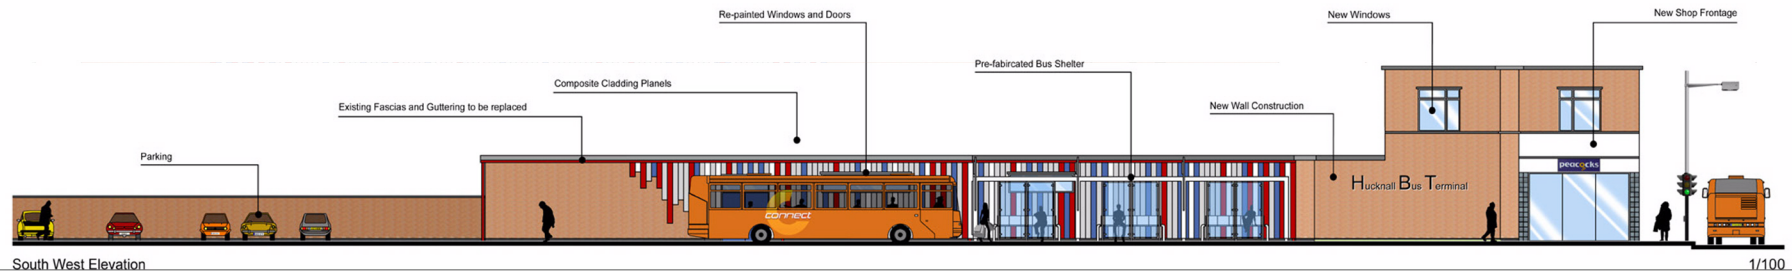 Re-painted Windows and Doors
New Windows
New Shop Frontage
Pre-fabircated Bus Shelter
Composite Cladding Planels
Existing Fascias and Guttering to be replaced
New Wall Construction
Parking
peacocks
Hucknall Bus Terminal
connect
South West Elevation
1/100